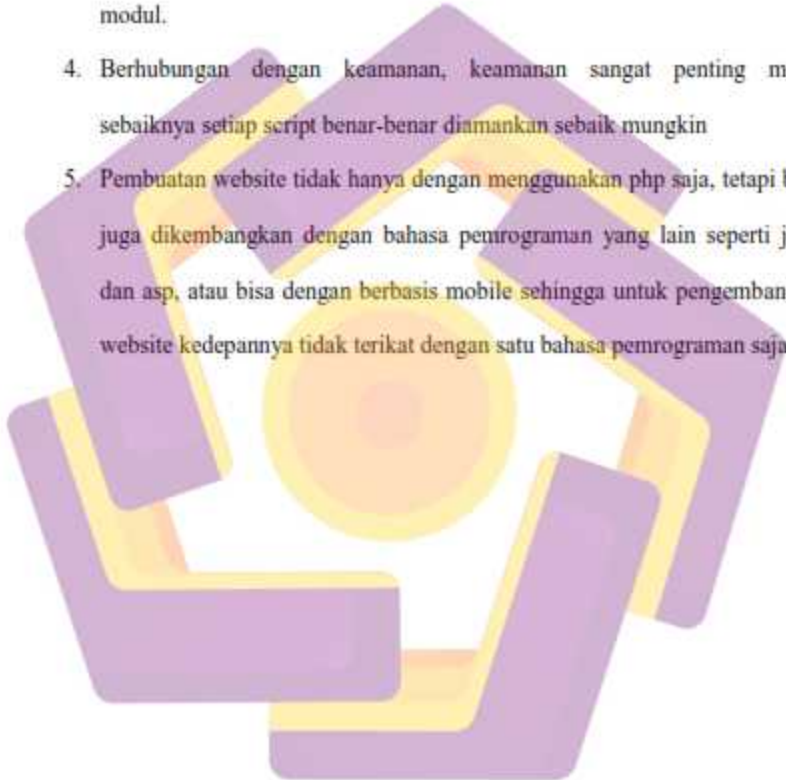 modul.
4. Berhubungan dengan keamanan, keamanan sangat penting
sebaiknya setiap script benar-benar diamankan sebaik mungkin
5. Pembuatan website tidak hanya dengan menggunakan php saja, tetapi
juga dikembangkan dengan bahasa pemrograman yang lain seperti
dan asp, atau bisa dengan berbasis mobile sehingga untuk
website kedepannya tidak terikat dengan satu bahasa pemrograman saja